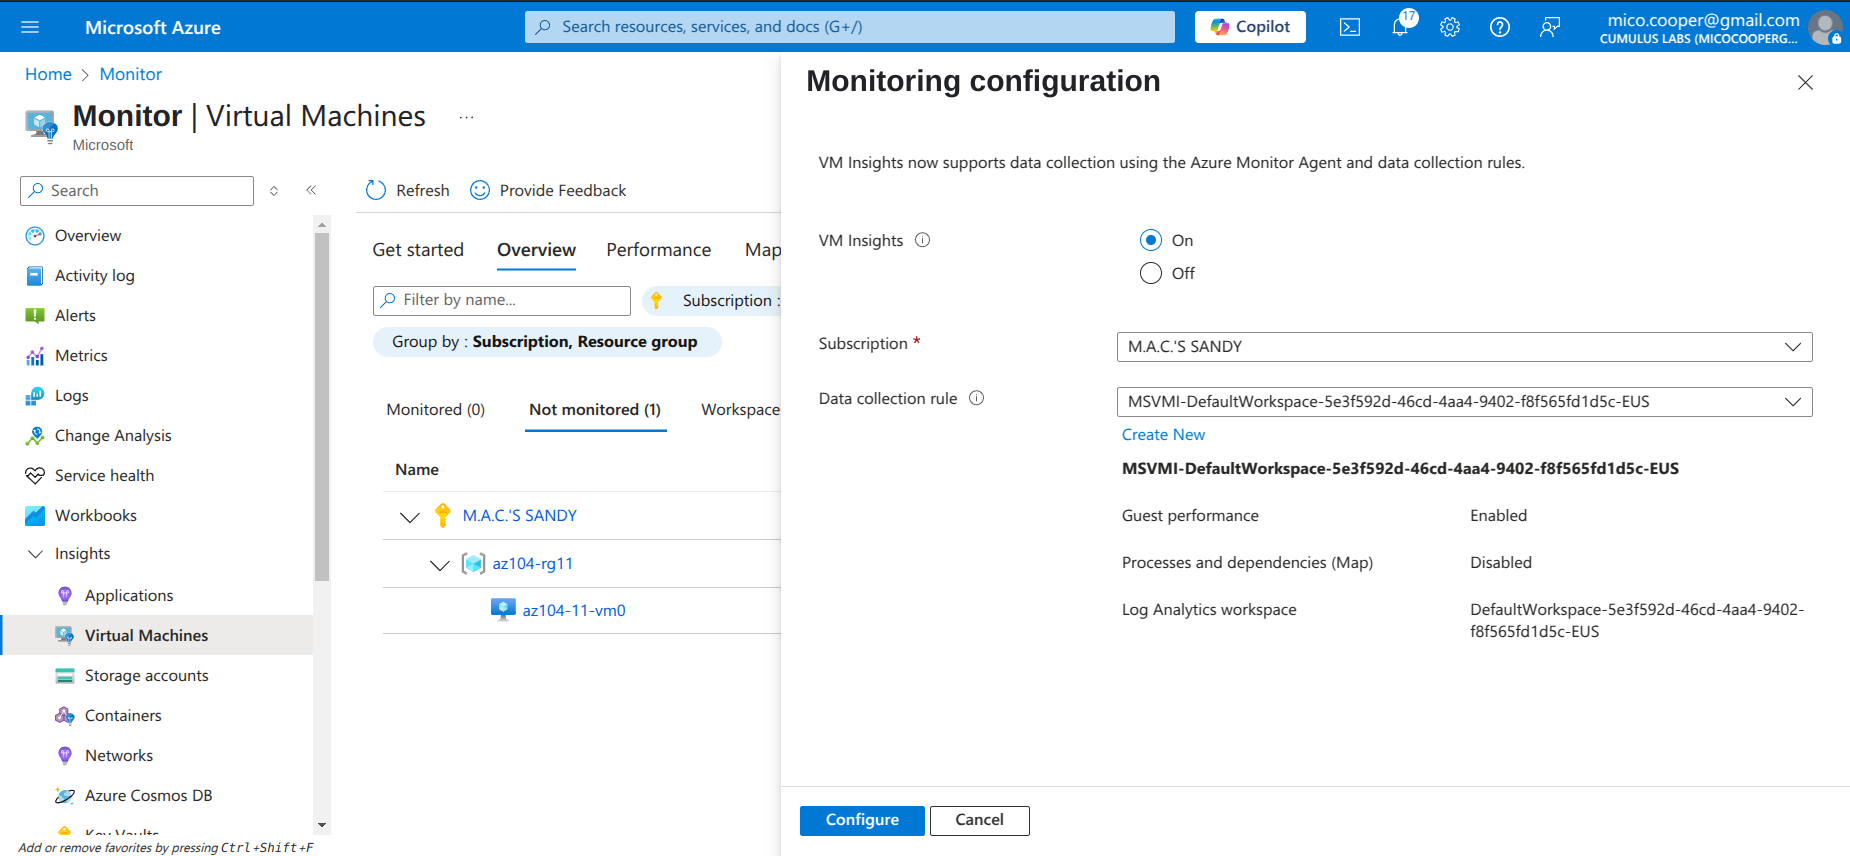 Microsoft Azure
Search resources, services, and docs (G+/)
Copilot
17
mico.cooper@gmail.com
CUMULUS LABS (MICOCOOPERG...
Home > Monitor
Monitor | Virtual Machines ...
Microsoft
Search
Overview
Activity log
Alerts
Metrics
Logs
Change Analysis
Service health
Workbooks
Insights
Applications
Virtual Machines
Storage accounts
Containers
Networks
Azure Cosmos DB
Key Vaults
Add or remove favorites by pressing Ctrl+Shift+F
Refresh
Provide Feedback
Get started
Overview
Performance
Map
Filter by name...
Subscription :
Group by : Subscription, Resource group
Monitored (0)
Not monitored (1)
Workspace
Name
M.A.C.'S SANDY
az104-rg11
az104-11-vm0
Monitoring configuration
VM Insights now supports data collection using the Azure Monitor Agent and data collection rules.
VM Insights
On
Off
Subscription *
M.A.C.'S SANDY
Data collection rule
MSVMI-DefaultWorkspace-5e3f592d-46cd-4aa4-9402-f8f565fd1d5c-EUS
Create New
MSVMI-DefaultWorkspace-5e3f592d-46cd-4aa4-9402-f8f565fd1d5c-EUS
Guest performance
Enabled
Processes and dependencies (Map)
Disabled
Log Analytics workspace
DefaultWorkspace-5e3f592d-46cd-4aa4-9402-
f8f565fd1d5c-EUS
Configure
Cancel